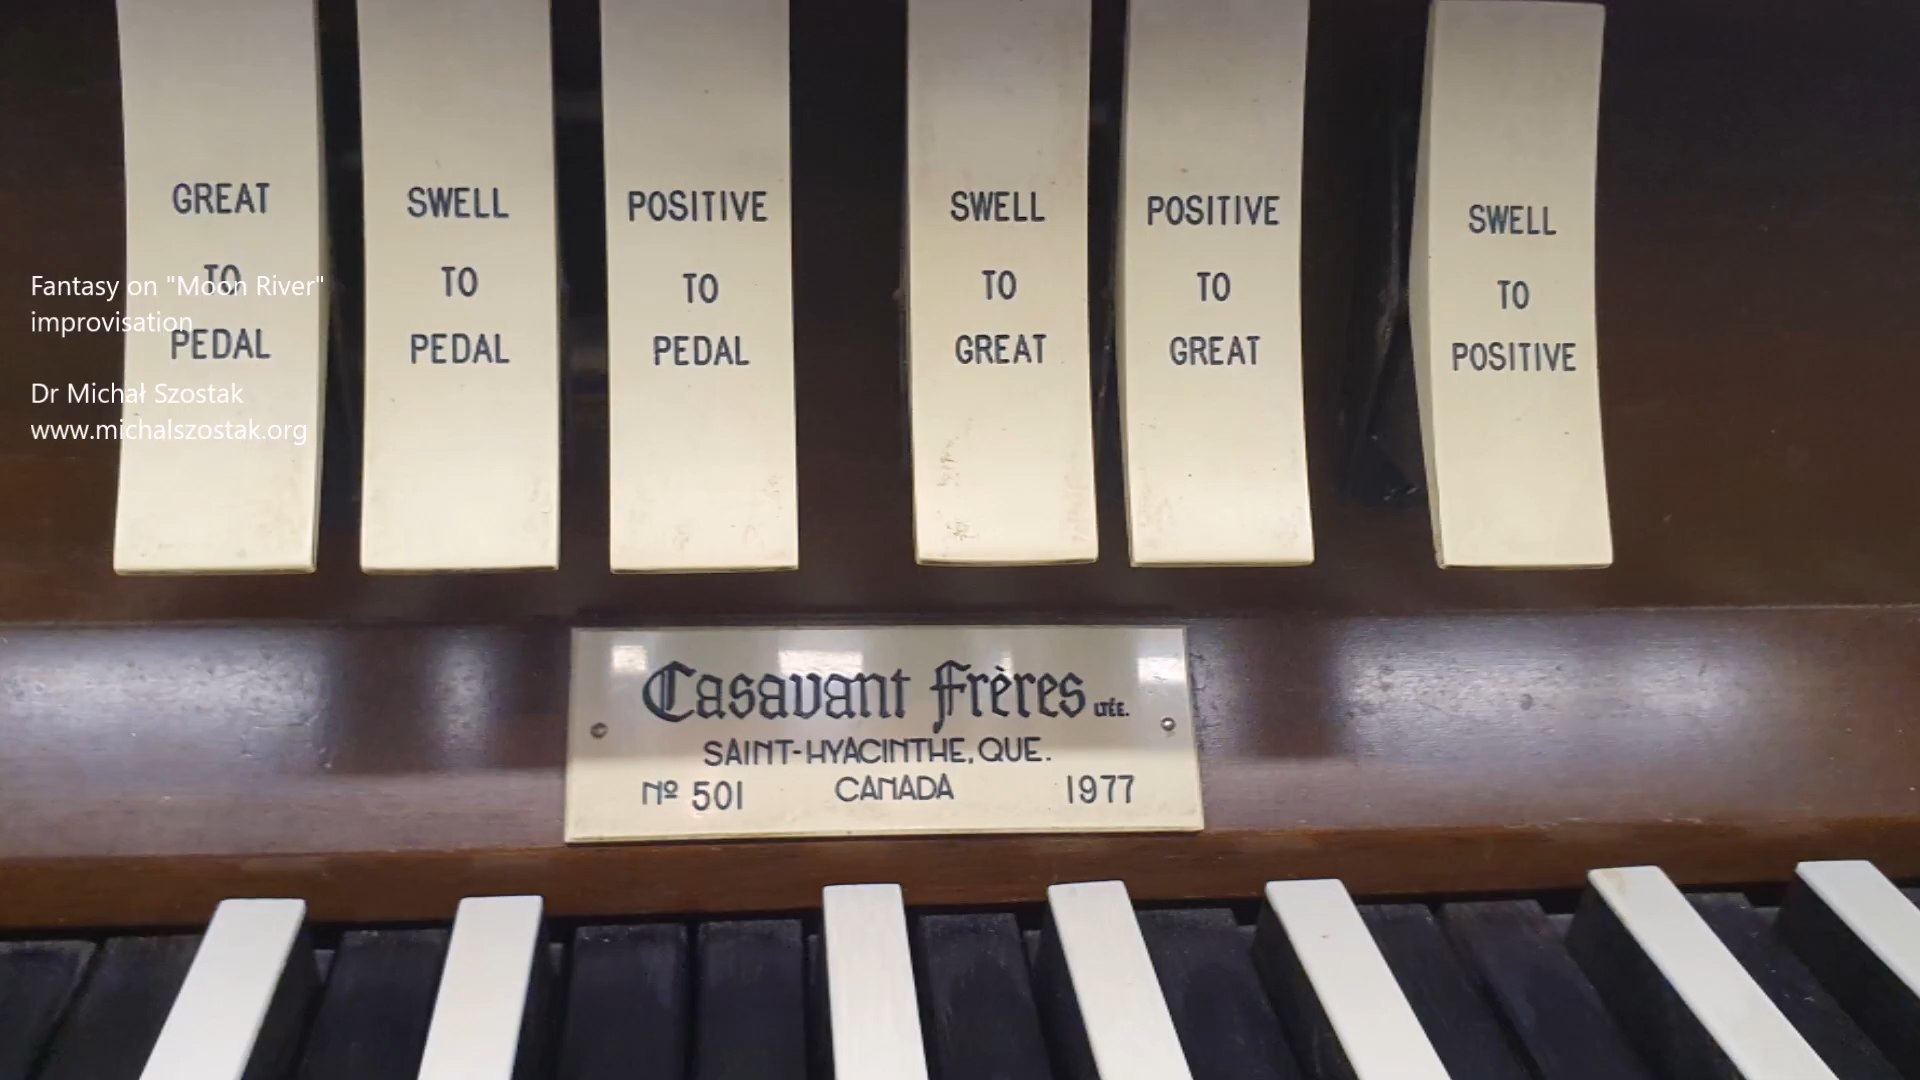 GREAT
TO
PEDAL
SWELL
TO
PEDAL
POSITIVE
TO
PEDAL
SWELL
TO
GREAT
POSITIVE
TO
GREAT
SWELL
TO
POSITIVE
Fantasy on "Moon River"
improvisation
Dr Michał Szostak
www.michalszostak.org
Casavant Frères LTÉE.
SAINT-HYACINTHE, QUE.
Nº 501 CANADA 1977